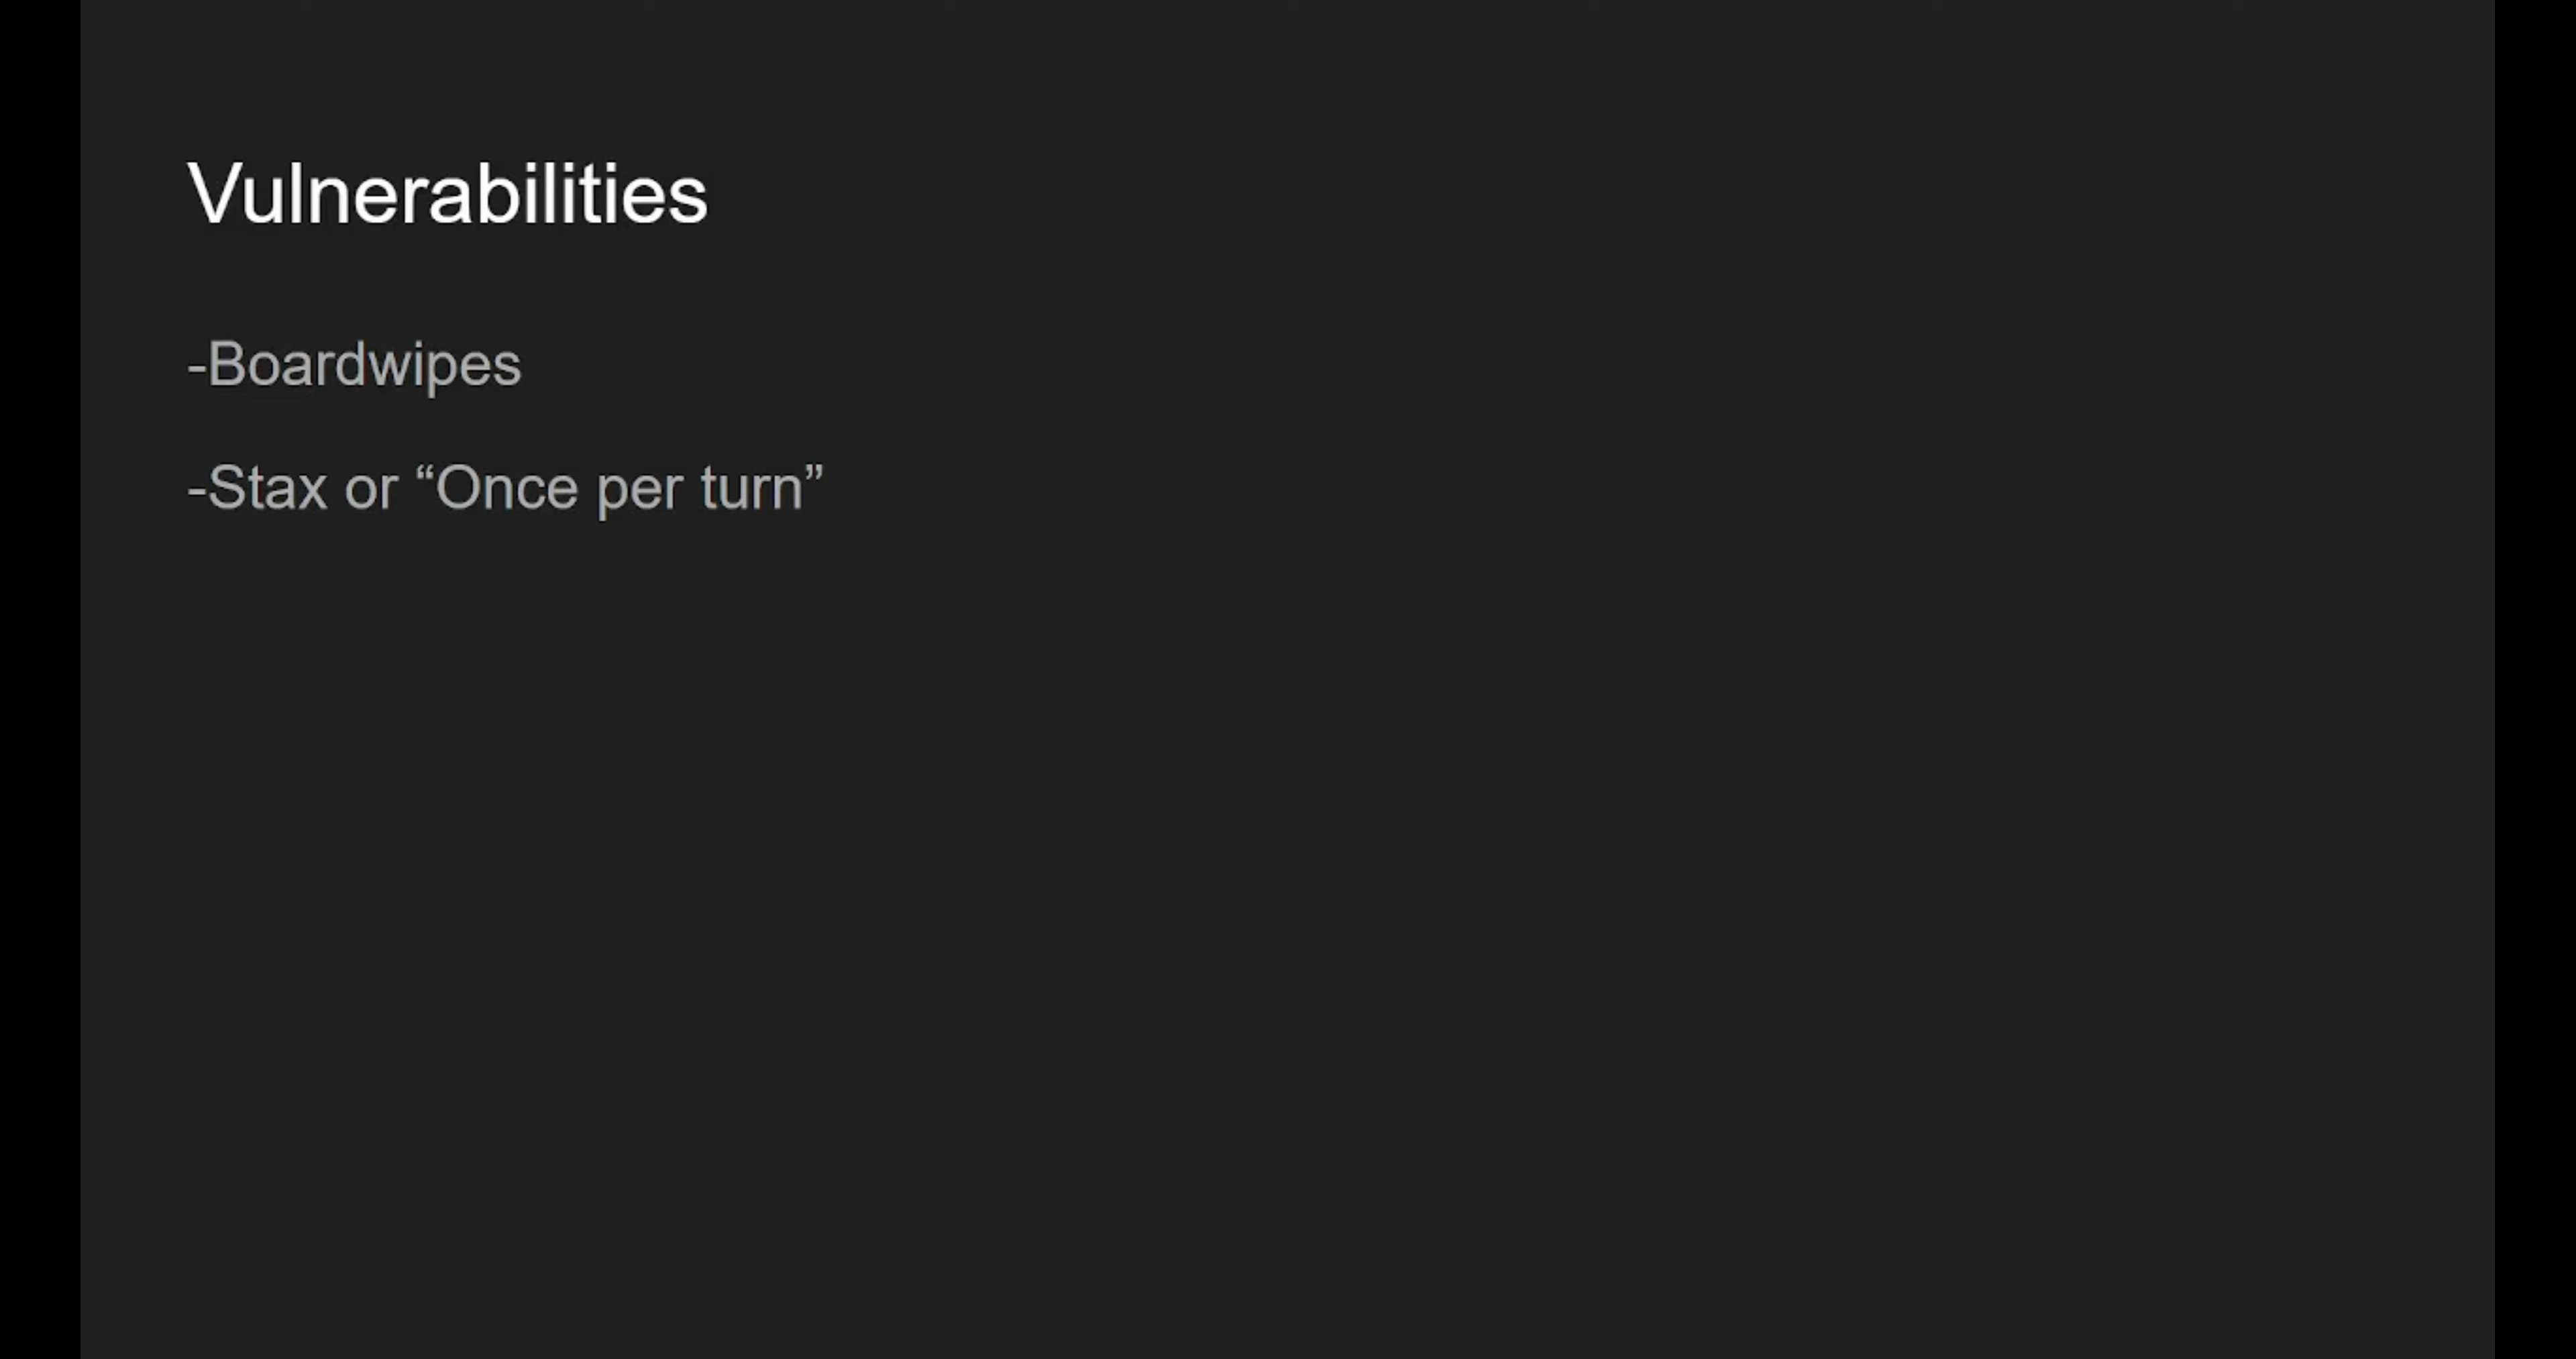 Vulnerabilities
-Boardwipes
-Stax or “Once per turn”